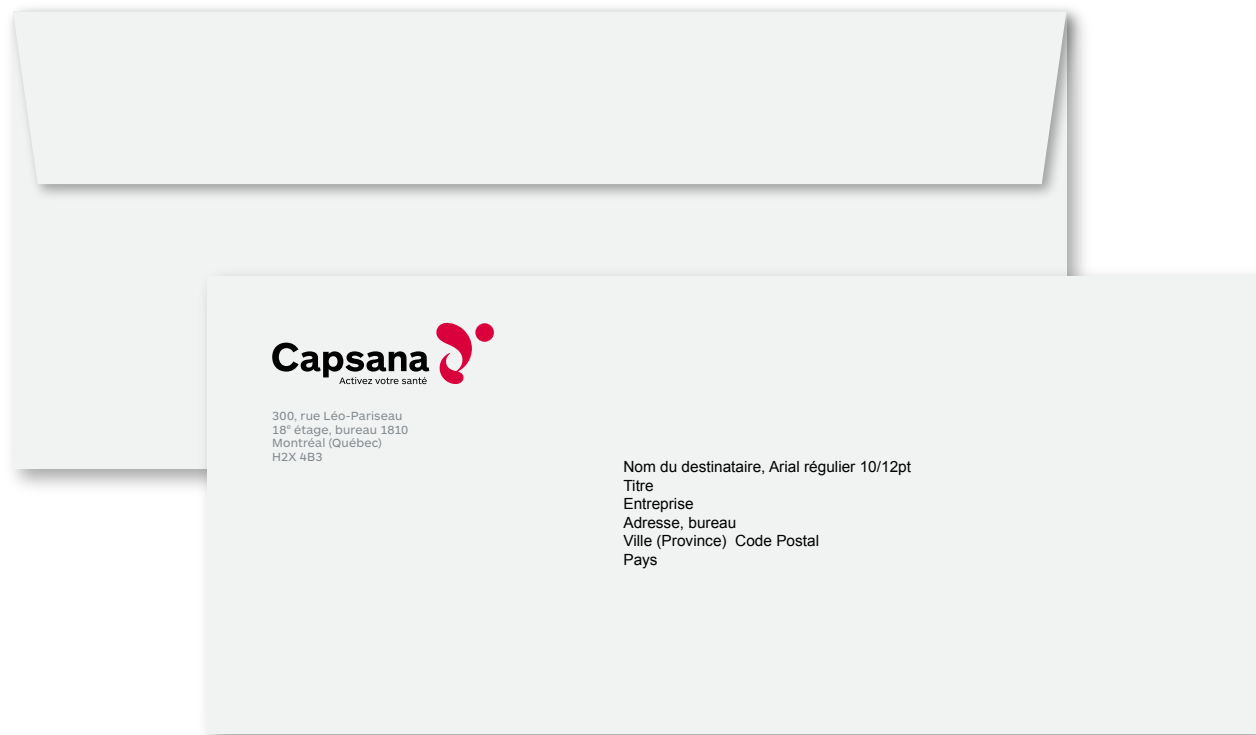 Capsana
Activez votre santé
300, rue Léo-Pariseau
18e étage, bureau 1810
Montréal (Québec)
H2X 4B3
Nom du destinataire, Arial régulier 10/12pt
Titre
Entreprise
Adresse, bureau
Ville (Province)  Code Postal
Pays